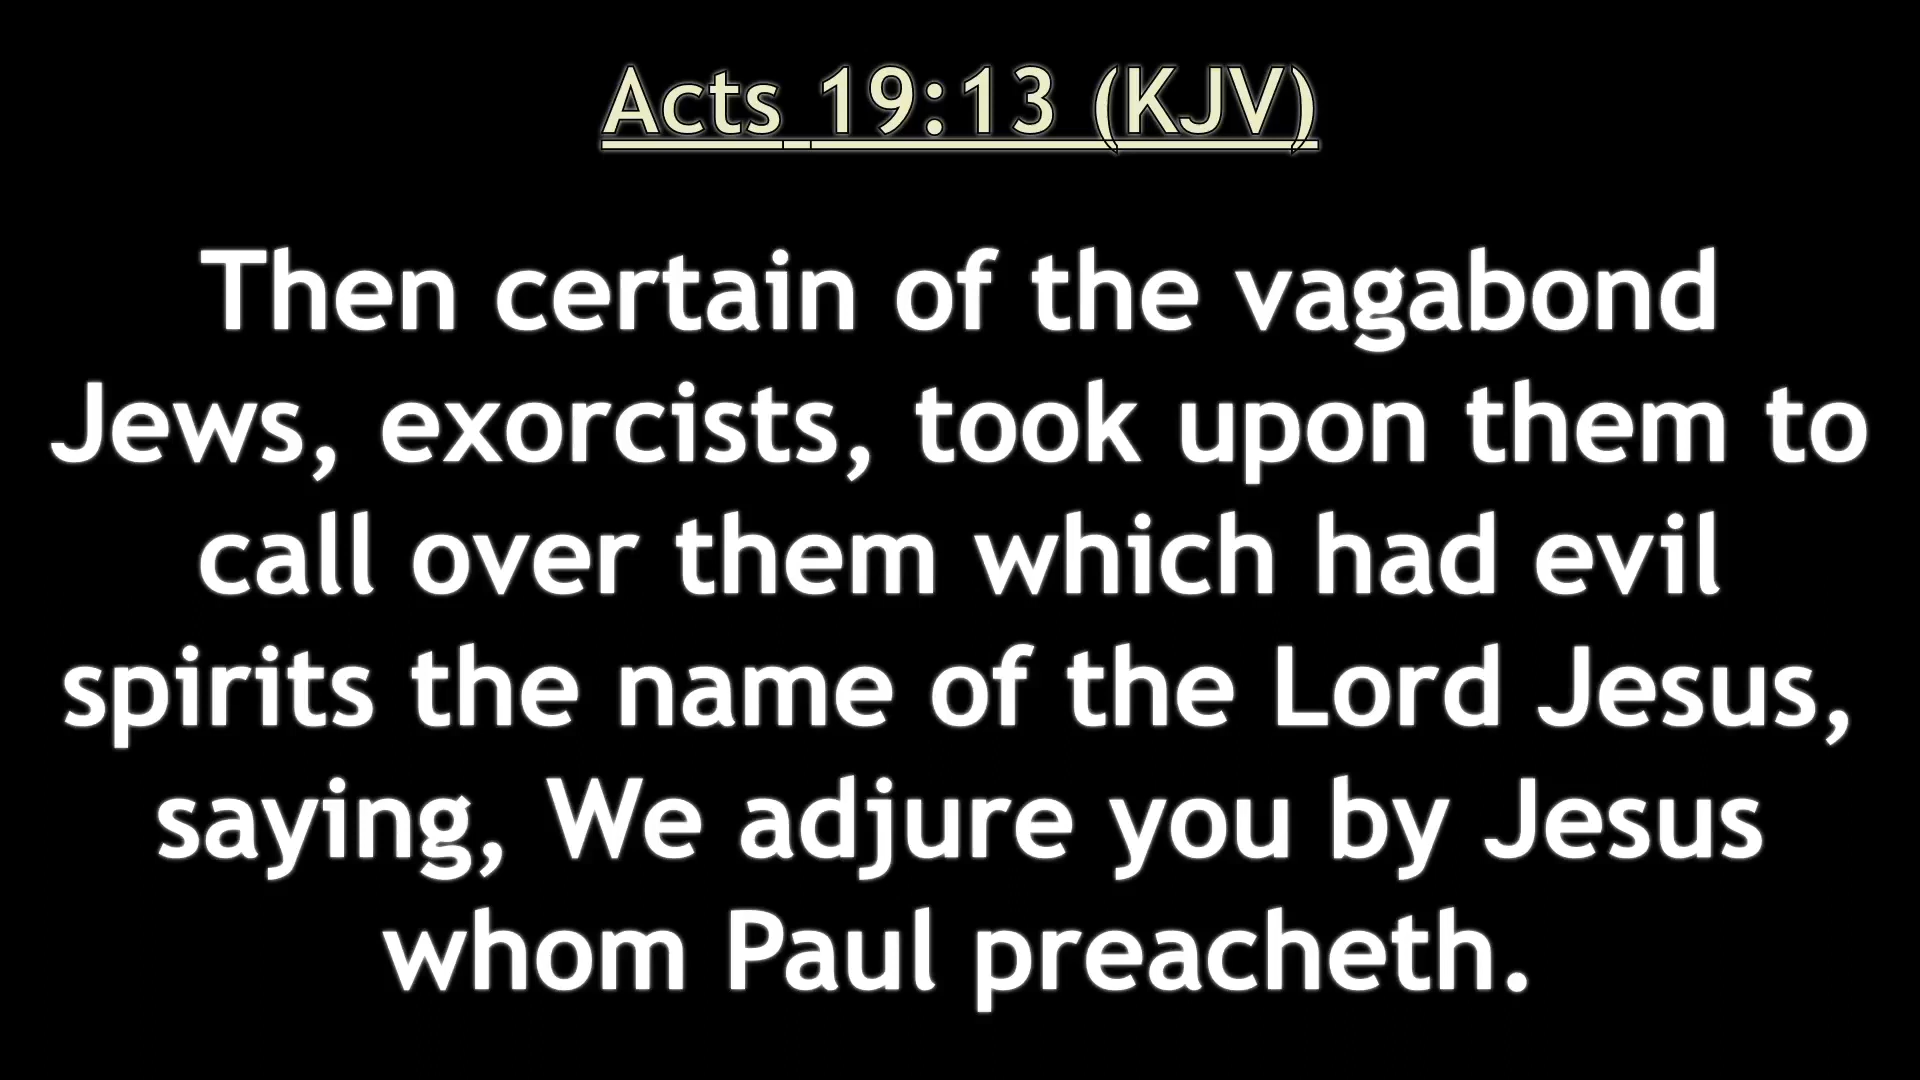 Acts 19:13 (KJV)
Then certain of the vagabond
Jews, exorcists, took upon them to
call over them which had evil
spirits the name of the Lord Jesus,
saying, We adjure you by Jesus
whom Paul preacheth.